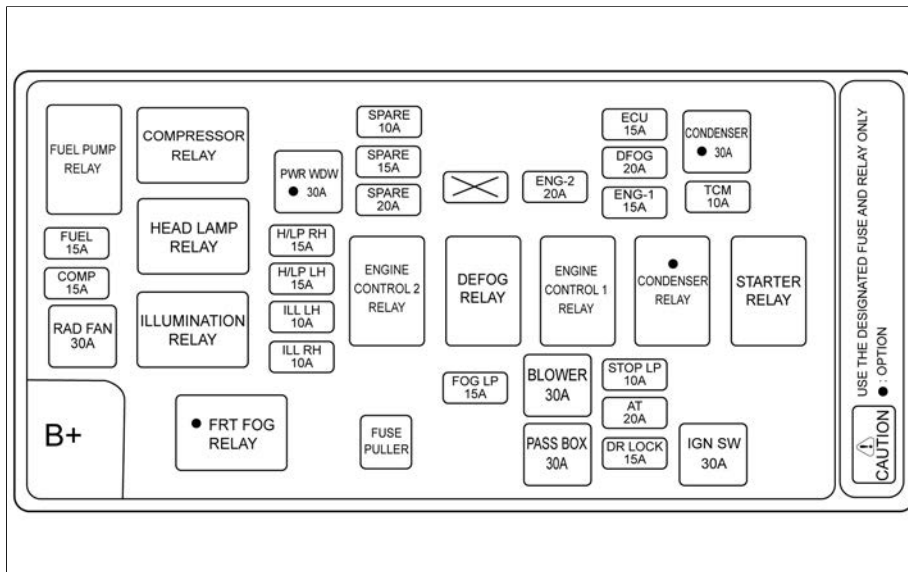 FUEL PUMP
RELAY
COMPRESSOR
RELAY
SPARE
10A
SPARE
15A
SPARE
20A
PWR WDW
● 30A
ENG-2
20A
ECU
15A
DFOG
20A
ENG-1
15A
CONDENSER
● 30A
TCM
10A
FUEL
15A
COMP
15A
RAD FAN
30A
HEAD LAMP
RELAY
ILLUMINATION
RELAY
H/LP RH
15A
H/LP LH
15A
ILL LH
10A
ILL RH
10A
ENGINE
CONTROL 2
RELAY
DEFOG
RELAY
ENGINE
CONTROL 1
RELAY
●
CONDENSER
RELAY
STARTER
RELAY
B+
● FRT FOG
RELAY
FUSE
PULLER
FOG LP
15A
BLOWER
30A
PASS BOX
30A
STOP LP
10A
AT
20A
DR LOCK
15A
IGN SW
30A
CAUTION
USE THE DESIGNATED FUSE AND RELAY ONLY
● : OPTION